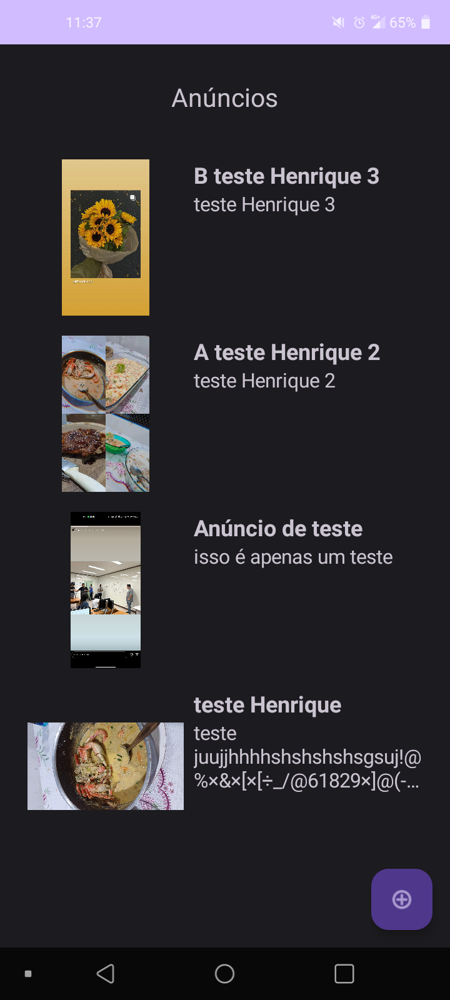 11:37
4G+ 65%
Anúncios
B teste Henrique 3
teste Henrique 3
A teste Henrique 2
teste Henrique 2
Anúncio de teste
isso é apenas um teste
teste Henrique
teste
juujjhhhhshshshshsgsuj!@
%×&×[×[÷_/@61829×]@(-...